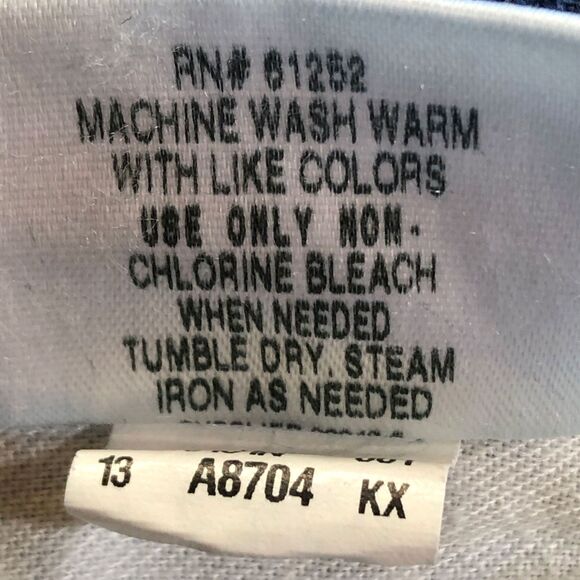 RN# 61252
MACHINE WASH WARM
WITH LIKE COLORS
USE ONLY NON-
CHLORINE BLEACH
WHEN NEEDED
TUMBLE DRY. STEAM
IRON AS NEEDED
13 A8704 KX